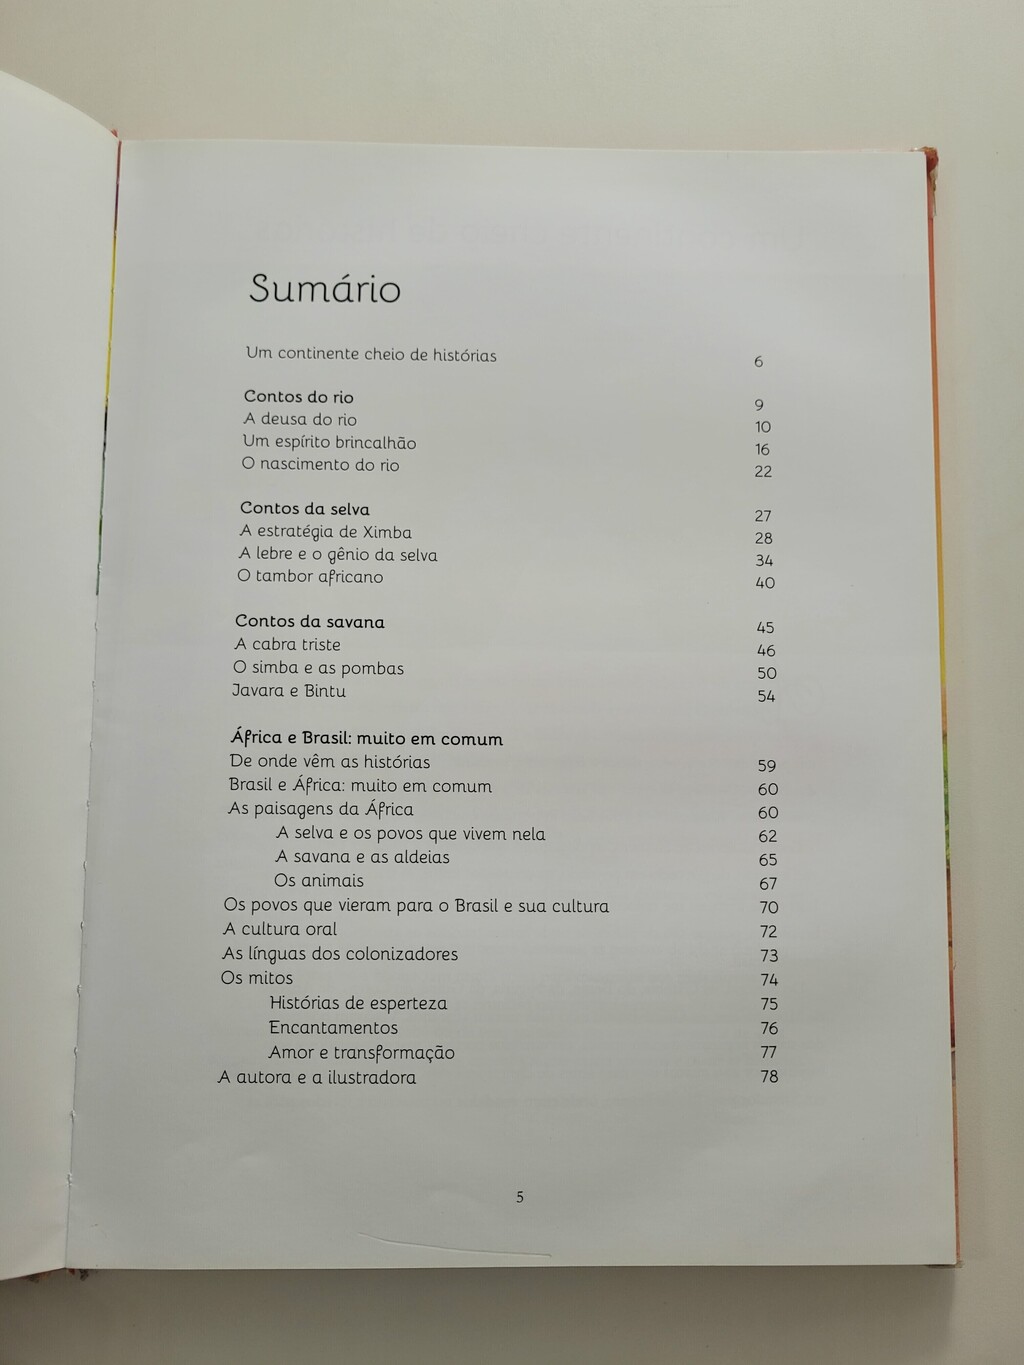 Sumário
Um continente cheio de histórias 6
Contos do rio 9
A deusa do rio 10
Um espírito brincalhão 16
O nascimento do rio 22
Contos da selva 27
A estratégia de Ximba 28
A lebre e o gênio da selva 34
O tambor africano 40
Contos da savana 45
A cabra triste 46
O simba e as pombas 50
Javara e Bintu 54
África e Brasil: muito em comum
De onde vêm as histórias 59
Brasil e África: muito em comum 60
As paisagens da África 60
A selva e os povos que vivem nela 62
A savana e as aldeias 65
Os animais 67
Os povos que vieram para o Brasil e sua cultura 70
A cultura oral 72
As línguas dos colonizadores 73
Os mitos 74
Histórias de esperteza 75
Encantamentos 76
Amor e transformação 77
A autora e a ilustradora 78
5